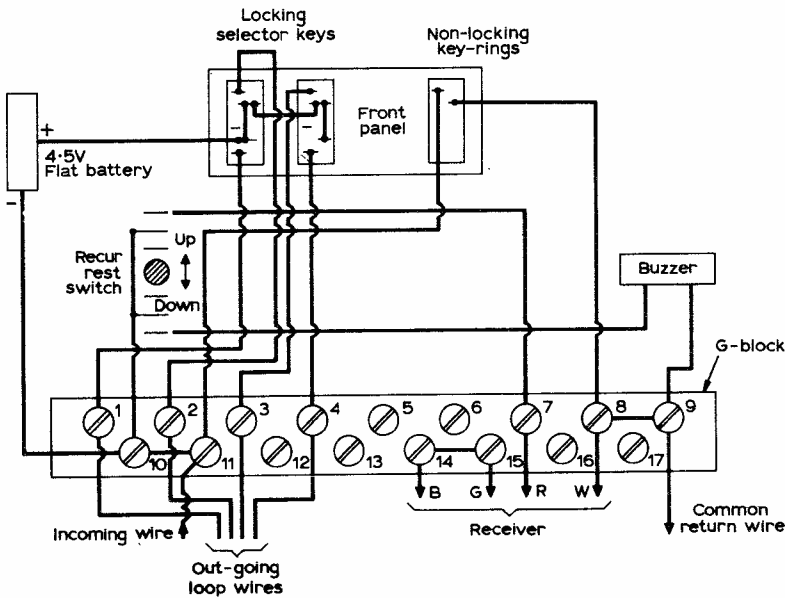 Locking
selector keys
Non-locking
key-rings
Front
panel
+
4·5V
Flat battery
-
-
-
Up
Recur
rest
switch
Down
Buzzer
G-block
1
2
3
4
5
6
7
8
9
10
11
12
13
14
15
16
17
B
G
R
W
Incoming wire
Receiver
Common
return wire
Out-going
loop wires